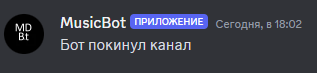 MD
Bt
MusicBot ПРИЛОЖЕНИЕ Сегодня, в 18:02
Бот покинул канал